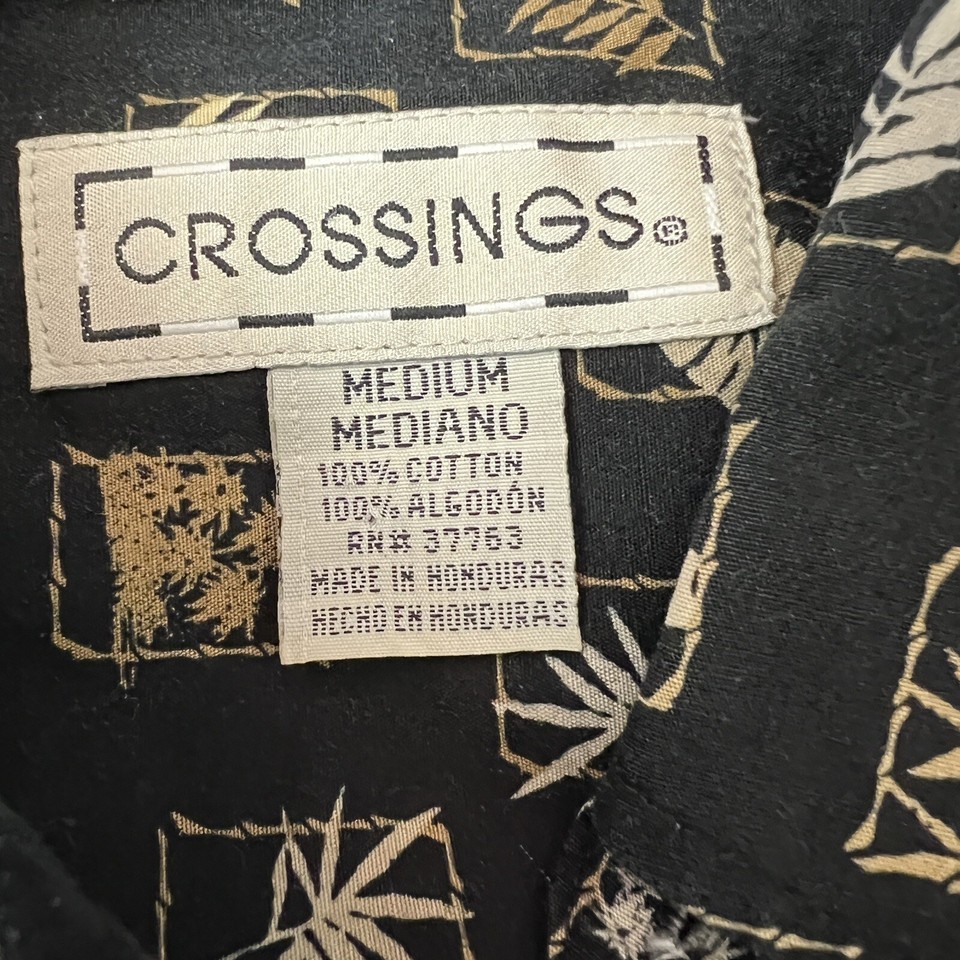 CROSSINGS®
MEDIUM
MEDIANO
100% COTTON
100% ALGODÓN
RN# 37763
MADE IN HONDURAS
HECHO EN HONDURAS